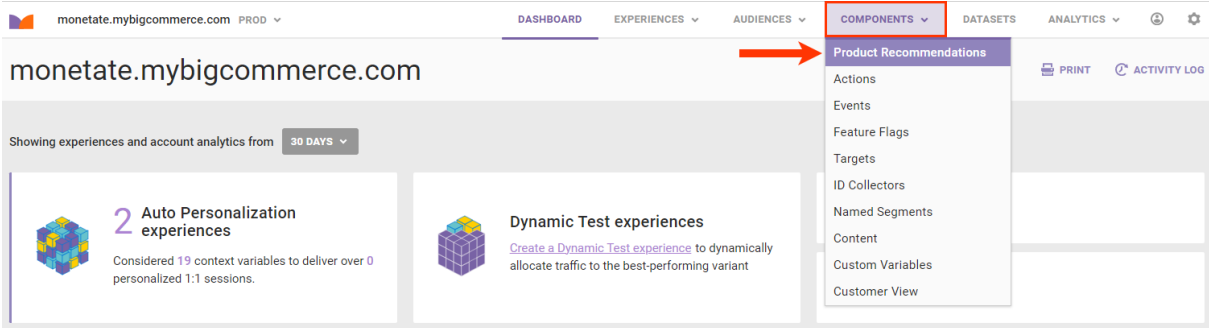 monetate.mybigcommerce.com PROD
DASHBOARD
EXPERIENCES
AUDIENCES
COMPONENTS
DATASETS
ANALYTICS
monetate.mybigcommerce.com
PRINT
ACTIVITY LOG
Product Recommendations
Actions
Events
Feature Flags
Targets
ID Collectors
Named Segments
Content
Custom Variables
Customer View
Showing experiences and account analytics from
30 DAYS
2 Auto Personalization
experiences
Considered 19 context variables to deliver over 0
personalized 1:1 sessions.
Dynamic Test experiences
Create a Dynamic Test experience to dynamically
allocate traffic to the best-performing variant